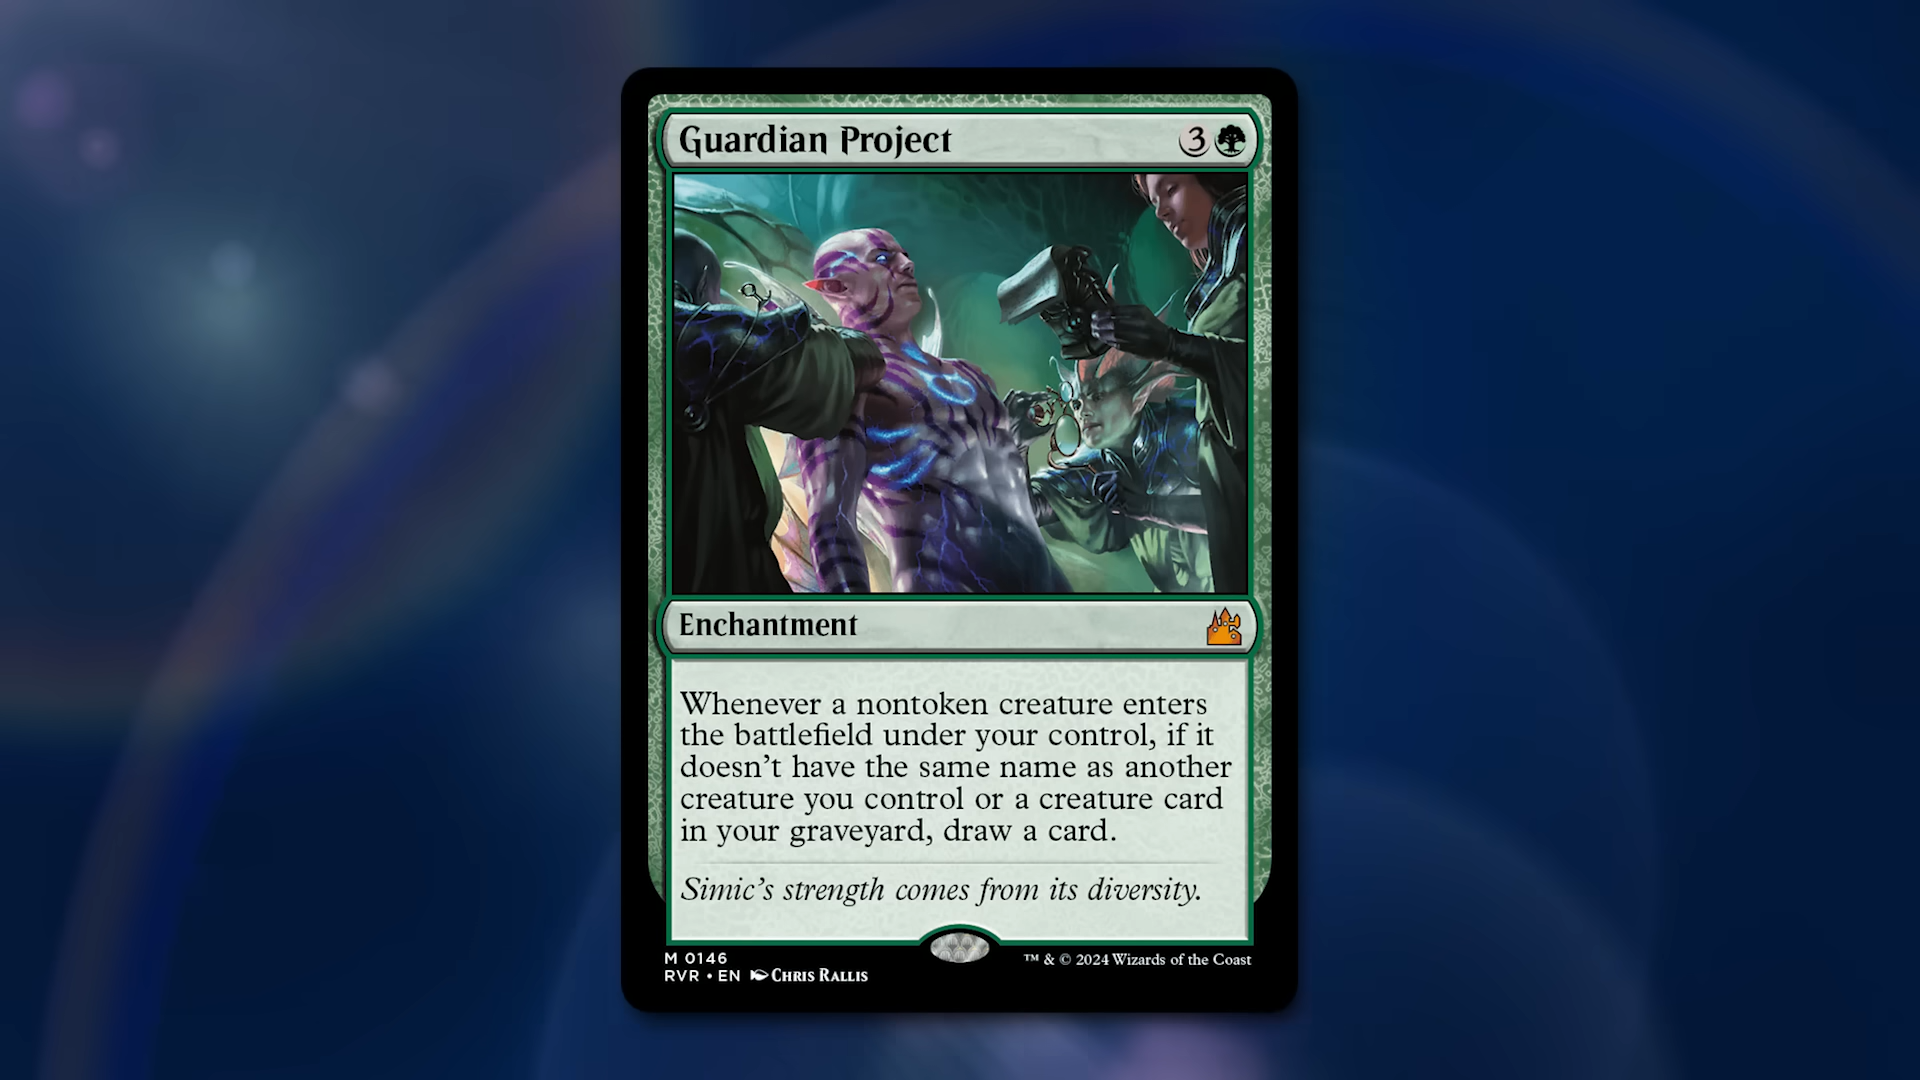 Guardian Project 3
Enchantment
Whenever a nontoken creature enters
the battlefield under your control, if it
doesn't have the same name as another
creature you control or a creature card
in your graveyard, draw a card.
Simic's strength comes from its diversity.
M 0146
RVR • EN Chris Rallis
™ & © 2024 Wizards of the Coast